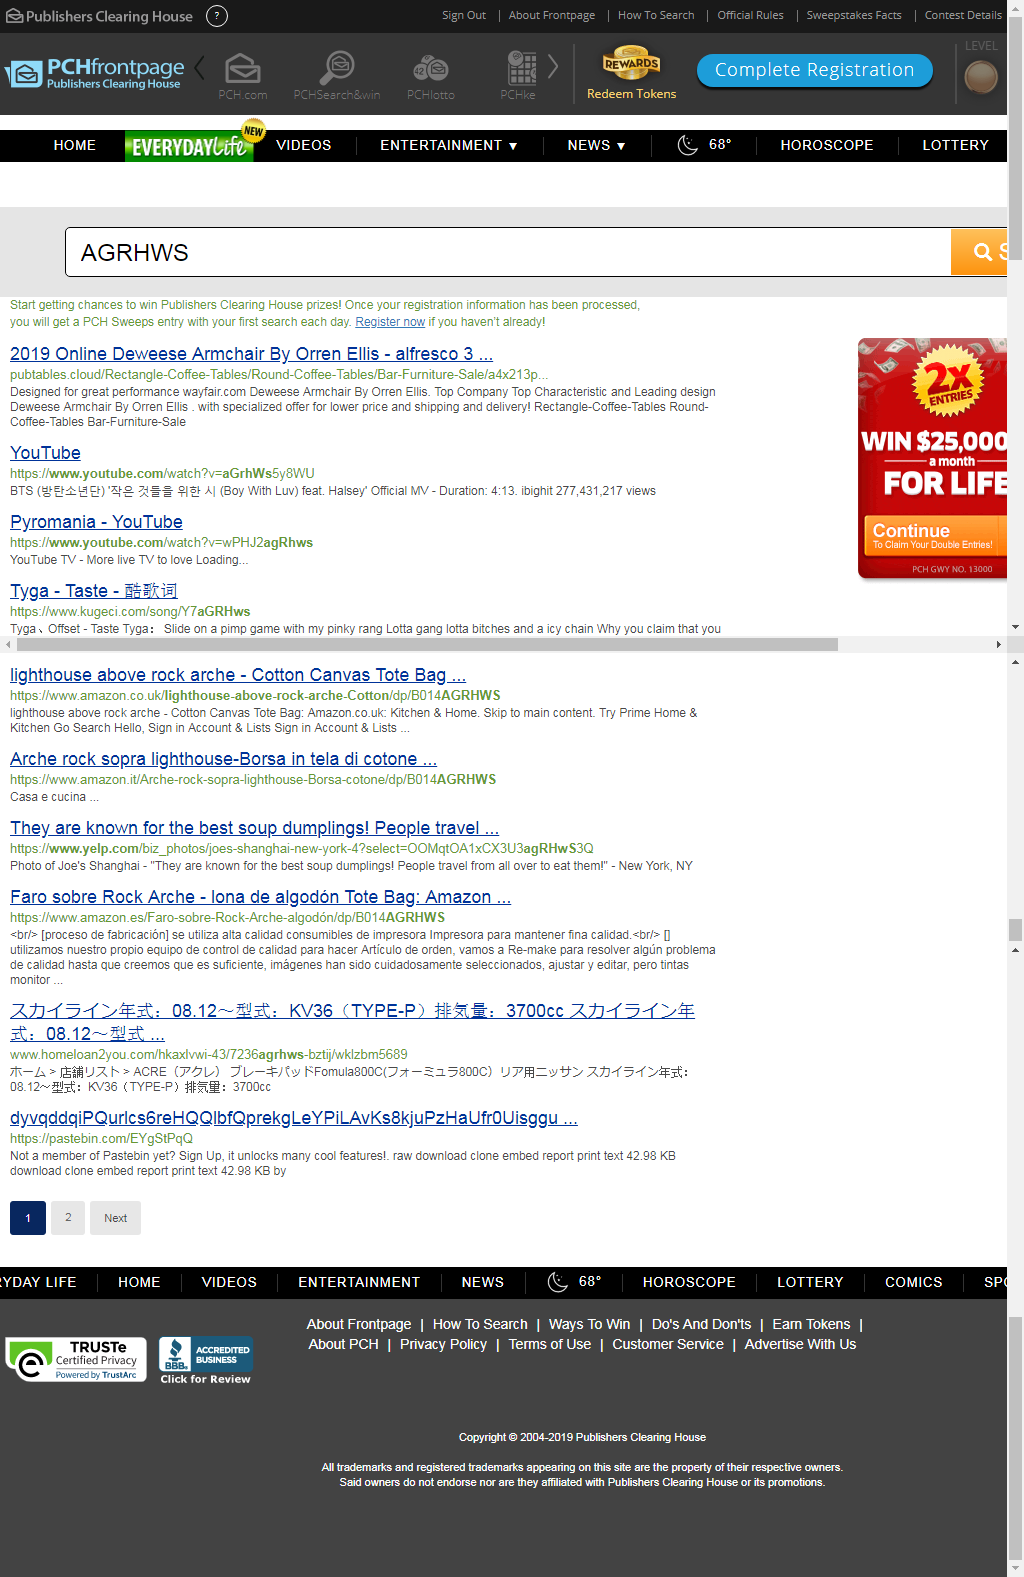 Publishers Clearing House ?
Sign Out | About Frontpage | How To Search | Official Rules | Sweepstakes Facts | Contest Details
PCHfrontpage
Publishers Clearing House
PCH.com PCHSearch&win PCHlotto PCHke
REWARDS
Redeem Tokens
Complete Registration
LEVEL
HOME EVERYDAY Life NEW VIDEOS ENTERTAINMENT ▼ NEWS ▼ 68° HOROSCOPE LOTTERY
AGRHWS S
Start getting chances to win Publishers Clearing House prizes! Once your registration information has been processed,
you will get a PCH Sweeps entry with your first search each day. Register now if you haven't already!
2019 Online Deweese Armchair By Orren Ellis - alfresco 3 ...
pubtables.cloud/Rectangle-Coffee-Tables/Round-Coffee-Tables/Bar-Furniture-Sale/a4x213p...
Designed for great performance wayfair.com Deweese Armchair By Orren Ellis. Top Company Top Characteristic and Leading design
Deweese Armchair By Orren Ellis . with specialized offer for lower price and shipping and delivery! Rectangle-Coffee-Tables Round-
Coffee-Tables Bar-Furniture-Sale
YouTube
https://www.youtube.com/watch?v=aGrhWs5y8WU
BTS (방탄소년단) '작은 것들을 위한 시 (Boy With Luv) feat. Halsey' Official MV - Duration: 4:13. ibighit 277,431,217 views
Pyromania - YouTube
https://www.youtube.com/watch?v=wPHJ2agRhws
YouTube TV - More live TV to love Loading...
Tyga - Taste - 酷歌词
https://www.kugeci.com/song/Y7aGRHws
Tyga、Offset - Taste Tyga： Slide on a pimp game with my pinky rang Lotta gang lotta bitches and a icy chain Why you claim that you
2X
ENTRIES
WIN $25,000
a month
FOR LIFE
Continue
To Claim Your Double Entries!
PCH GWY NO. 13000
lighthouse above rock arche - Cotton Canvas Tote Bag ...
https://www.amazon.co.uk/lighthouse-above-rock-arche-Cotton/dp/B014AGRHWS
lighthouse above rock arche - Cotton Canvas Tote Bag: Amazon.co.uk: Kitchen & Home. Skip to main content. Try Prime Home &
Kitchen Go Search Hello, Sign in Account & Lists Sign in Account & Lists ...
Arche rock sopra lighthouse-Borsa in tela di cotone ...
https://www.amazon.it/Arche-rock-sopra-lighthouse-Borsa-cotone/dp/B014AGRHWS
Casa e cucina ...
They are known for the best soup dumplings! People travel ...
https://www.yelp.com/biz_photos/joes-shanghai-new-york-4?select=OOMqtOA1xCX3U3agRHwS3Q
Photo of Joe's Shanghai - "They are known for the best soup dumplings! People travel from all over to eat them!" - New York, NY
Faro sobre Rock Arche - lona de algodón Tote Bag: Amazon ...
https://www.amazon.es/Faro-sobre-Rock-Arche-algodón/dp/B014AGRHWS
<br/> [proceso de fabricación] se utiliza alta calidad consumibles de impresora Impresora para mantener fina calidad.<br/> []
utilizamos nuestro propio equipo de control de calidad para hacer Artículo de orden, vamos a Re-make para resolver algún problema
de calidad hasta que creemos que es suficiente, imágenes han sido cuidadosamente seleccionados, ajustar y editar, pero tintas
monitor ...
スカイライン年式：08.12～型式：KV36（TYPE-P）排気量：3700cc スカイライン年
式：08.12～型式 ...
www.homeloan2you.com/hkaxlvwi-43/7236agrhws-bztij/wklzbm5689
ホーム > 店舗リスト > ACRE（アクレ） ブレーキパッドFomula800C(フォーミュラ800C）リア用ニッサン スカイライン年式：
08.12～型式：KV36（TYPE-P）排気量：3700cc
dyvqddqiPQurlcs6reHQQlbfQprekgLeYPiLAvKs8kjuPzHaUfr0Uisggu ...
https://pastebin.com/EYgStPqQ
Not a member of Pastebin yet? Sign Up, it unlocks many cool features!. raw download clone embed report print text 42.98 KB
download clone embed report print text 42.98 KB by
1 2 Next
RYDAY LIFE HOME VIDEOS ENTERTAINMENT NEWS 68° HOROSCOPE LOTTERY COMICS SPO
About Frontpage | How To Search | Ways To Win | Do's And Don'ts | Earn Tokens |
About PCH | Privacy Policy | Terms of Use | Customer Service | Advertise With Us
TRUSTe
Certified Privacy
Powered by TrustArc
BBB
ACCREDITED
BUSINESS
Click for Review
Copyright © 2004-2019 Publishers Clearing House
All trademarks and registered trademarks appearing on this site are the property of their respective owners.
Said owners do not endorse nor are they affiliated with Publishers Clearing House or its promotions.